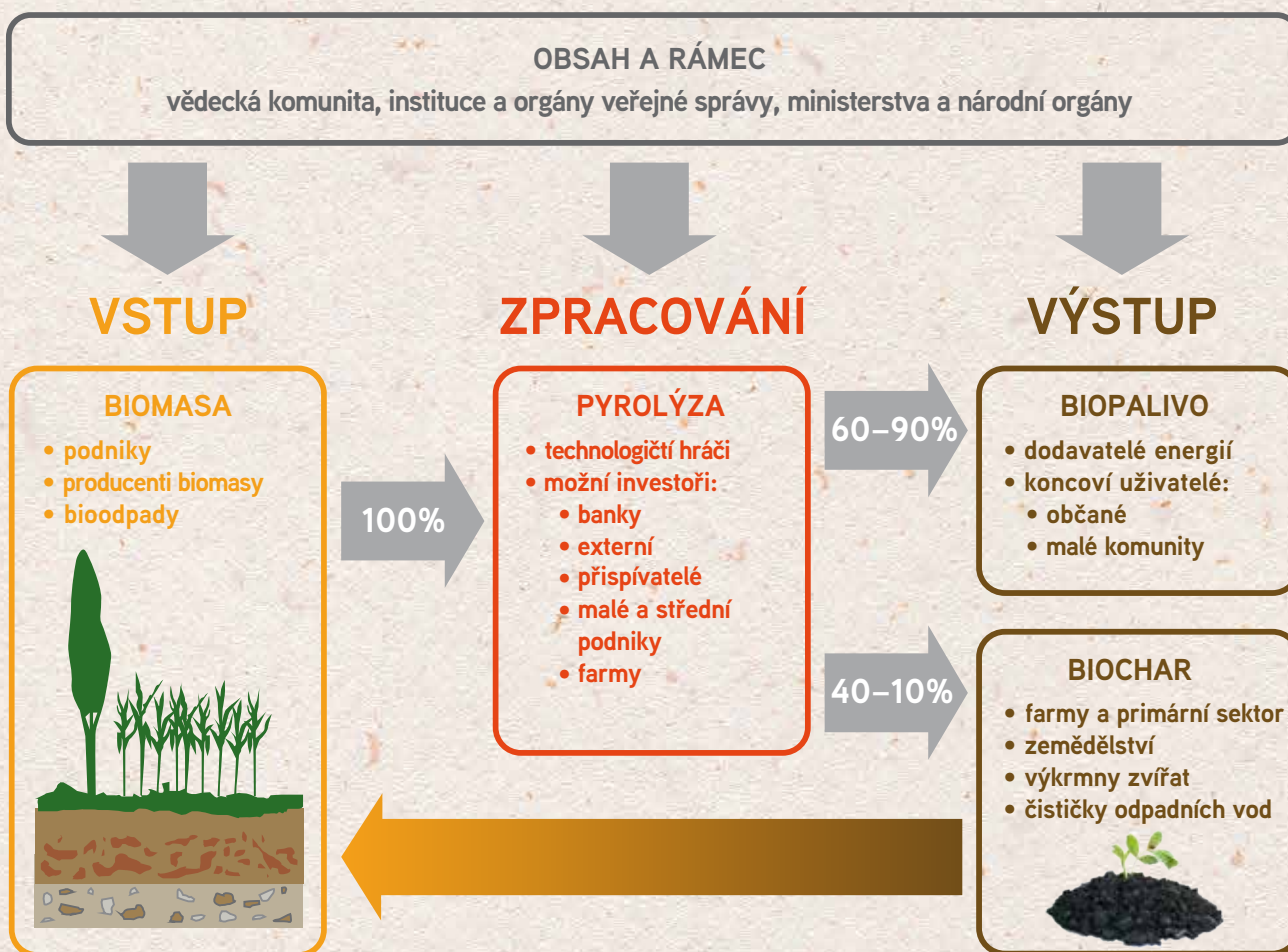 OBSAH A RÁMEC
vědecká komunita, instituce a orgány veřejné správy, ministerstva a národní orgány
VSTUP
BIOMASA
• podniky
• producenti biomasy
• bioodpady
100%
ZPRACOVÁNÍ
PYROLÝZA
• technologičtí hráči
• možní investoři:
• banky
• externí
• přispívatelé
• malé a střední
podniky
• farmy
60–90%
40–10%
VÝSTUP
BIOPALIVO
• dodavatelé energií
• koncoví uživatelé:
• občané
• malé komunity
BIOCHAR
• farmy a primární sektor
• zemědělství
• výkrmny zvířat
• čističky odpadních vod